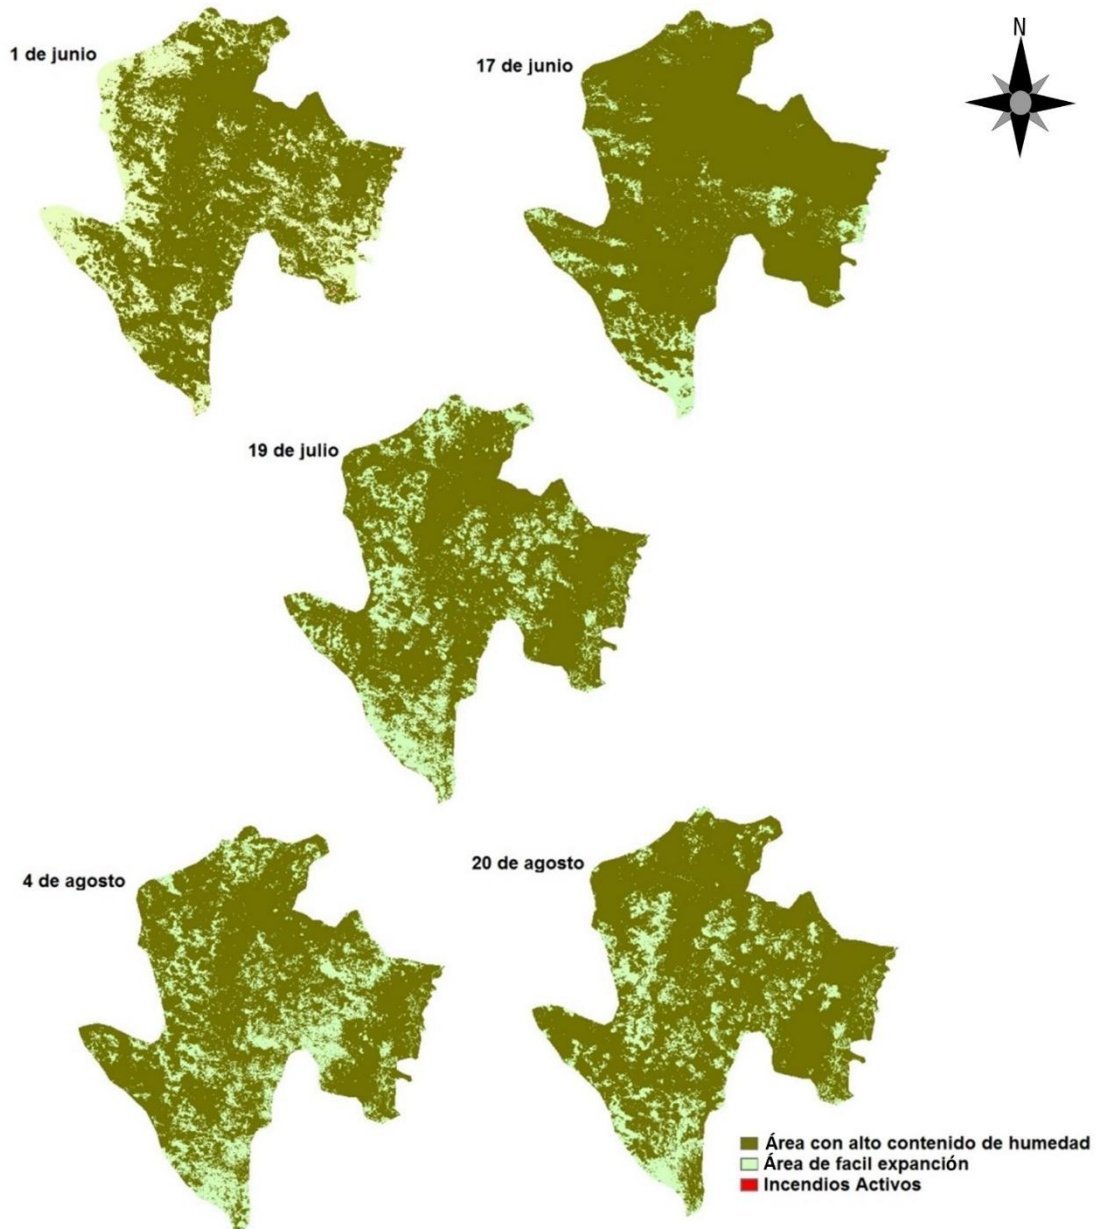 N
1 de junio
17 de junio
19 de julio
4 de agosto
20 de agosto
Área con alto contenido de humedad
Área de facil expanción
Incendios Activos